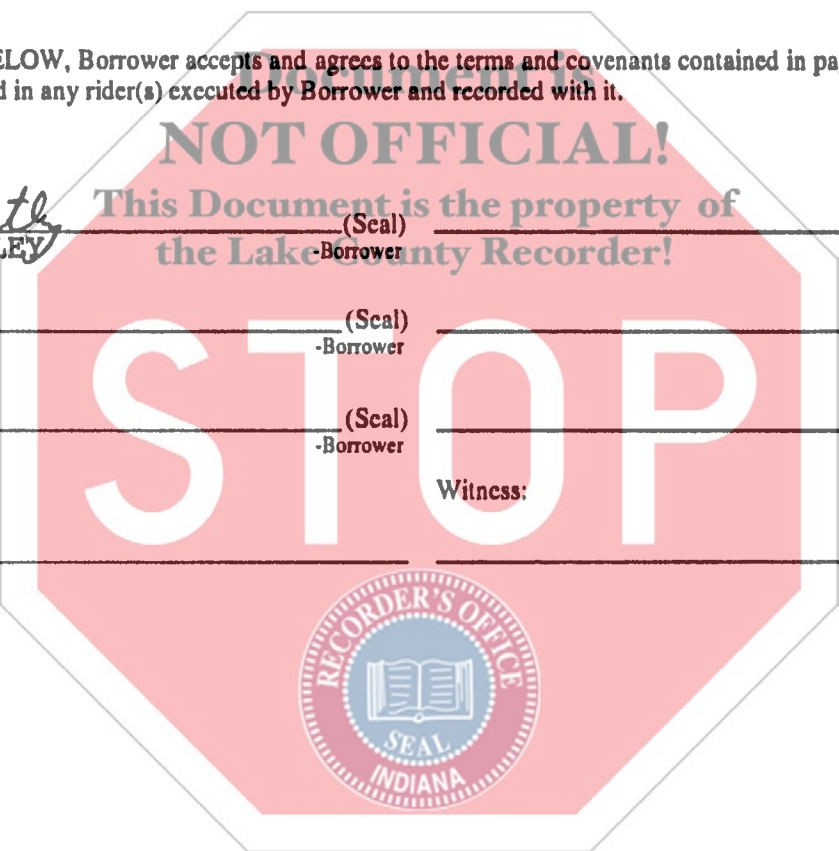 ELOW, Borrower accepts and agrees to the terms and covenants contained in pa
d in any rider(s) executed by Borrower and recorded with it.
Document is
NOT OFFICIAL!
This Document is the property of
the Lake County Recorder!
LEY
(Seal)
-Borrower
(Seal)
-Borrower
(Seal)
-Borrower
Witness:
STOP
RECORDER'S OFFICE
SEAL
INDIANA